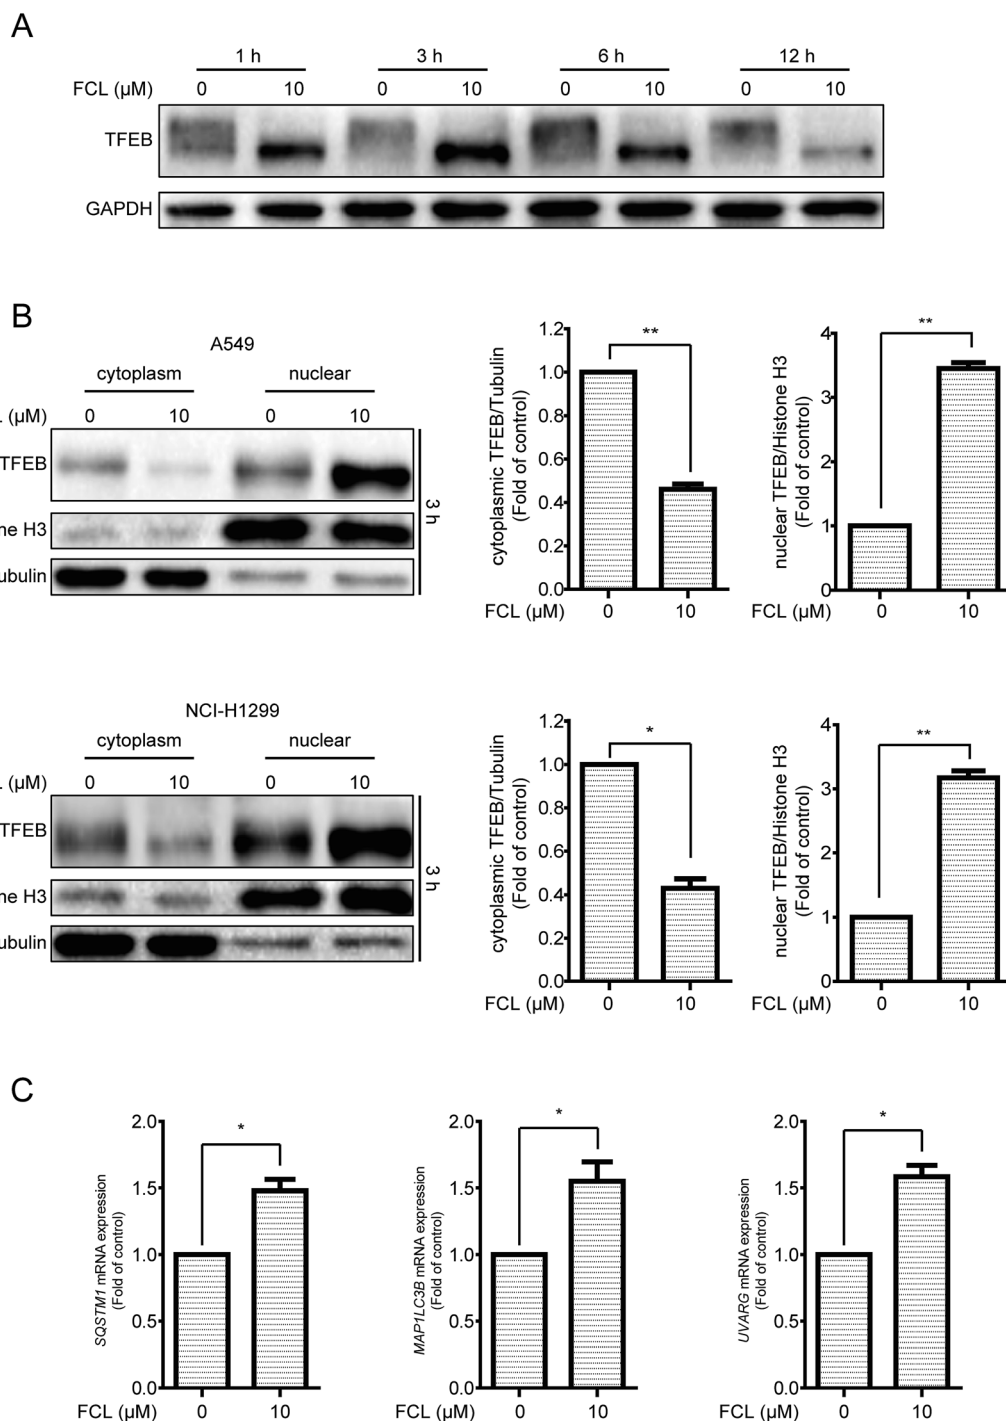 A
1 h 3 h 6 h 12 h
FCL (µM) 0 10 0 10 0 10 0 10
TFEB
GAPDH
B
A549
cytoplasm nuclear
L (µM) 0 10 0 10
TFEB
ne H3
ubulin
3 h
cytoplasmic TFEB/Tubulin
(Fold of control)
1.2
1.0
0.8
0.6
0.4
0.2
0.0
**
FCL (µM) 0 10
nuclear TFEB/Histone H3
(Fold of control)
4
3
2
1
0
**
FCL (µM) 0 10
NCI-H1299
cytoplasm nuclear
L (µM) 0 10 0 10
TFEB
ne H3
ubulin
3 h
cytoplasmic TFEB/Tubulin
(Fold of control)
1.2
1.0
0.8
0.6
0.4
0.2
0.0
*
FCL (µM) 0 10
nuclear TFEB/Histone H3
(Fold of control)
4
3
2
1
0
**
FCL (µM) 0 10
C
SQSTM1 mRNA expression
(Fold of control)
2.0
1.5
1.0
0.5
0.0
*
FCL (µM) 0 10
MAP1LC3B mRNA expression
(Fold of control)
2.0
1.5
1.0
0.5
0.0
*
FCL (µM) 0 10
UVARG mRNA expression
(Fold of control)
2.0
1.5
1.0
0.5
0.0
*
FCL (µM) 0 10